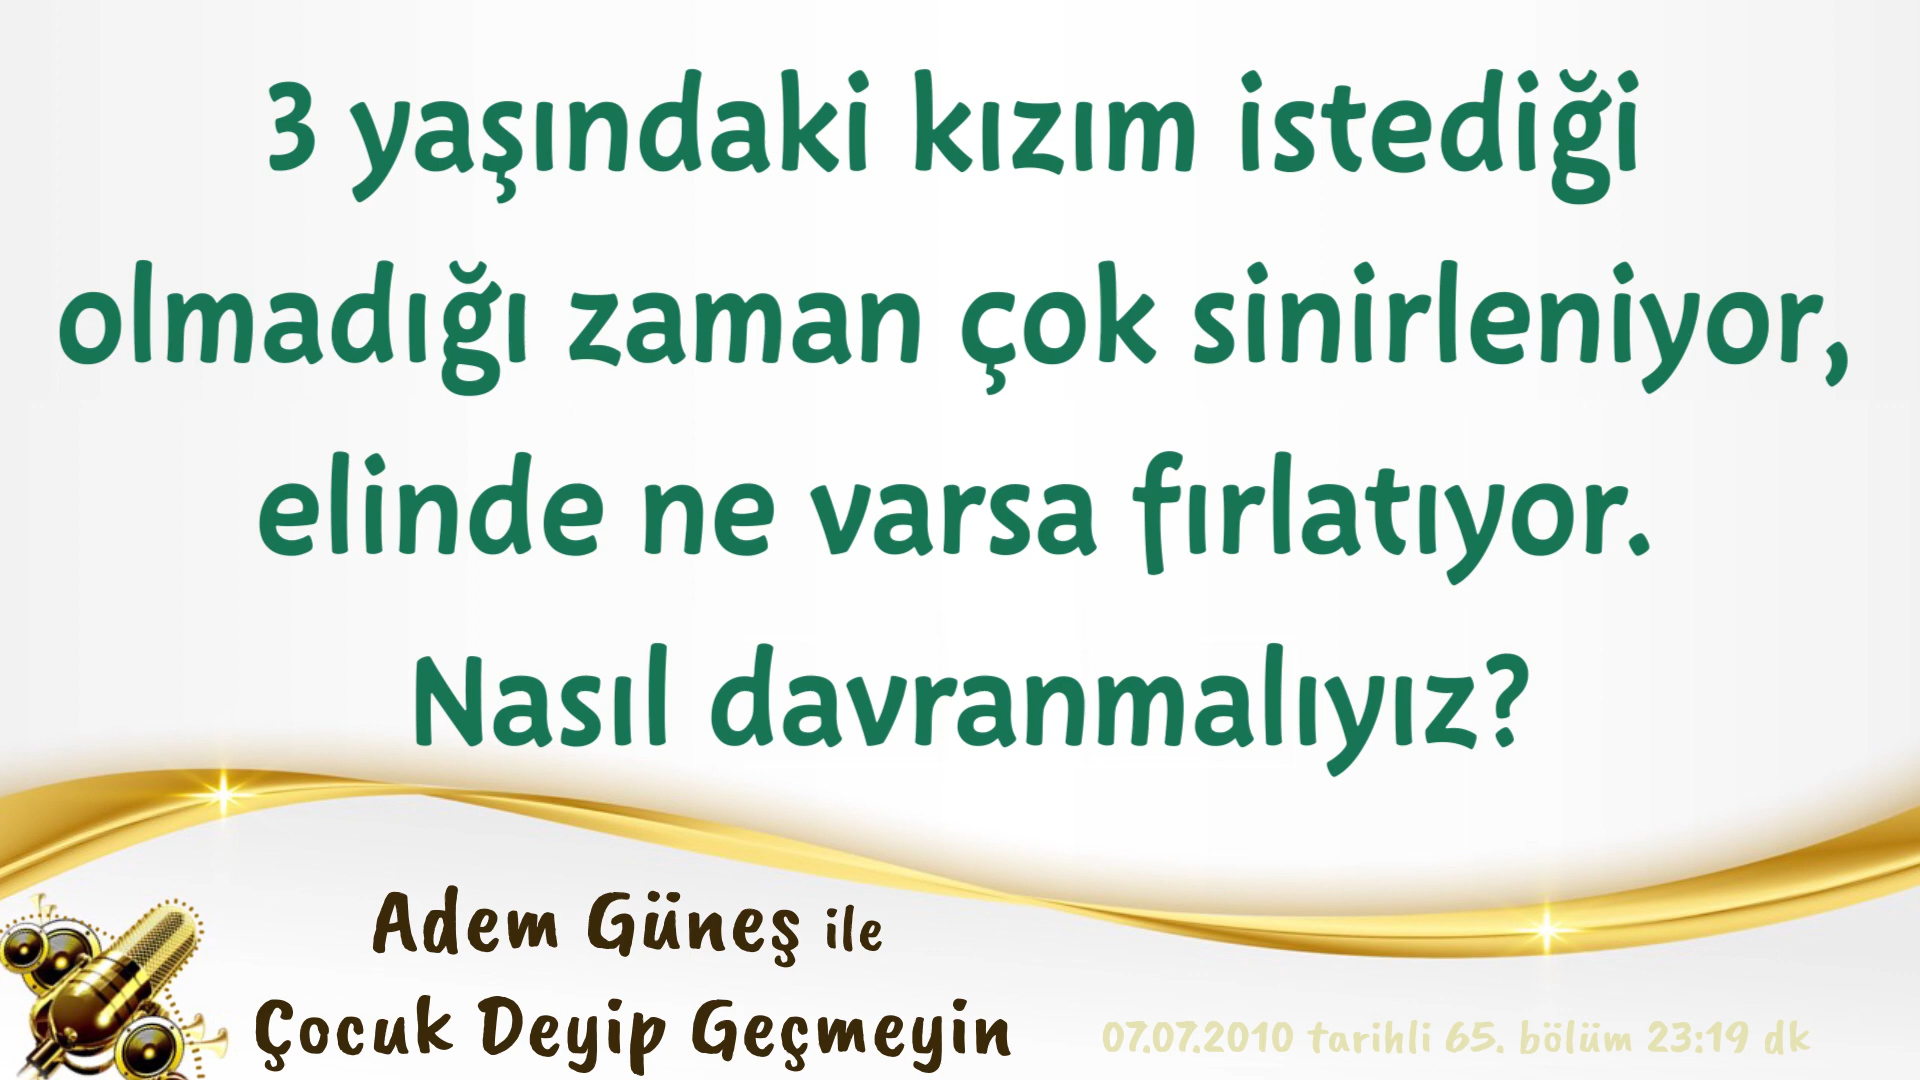 3 yaşındaki kızım istediği
olmadığı zaman çok sinirleniyor,
elinde ne varsa fırlatıyor.
Nasıl davranmalıyız?
Adem Güneş ile
Çocuk Deyip Geçmeyin
07.07.2010 tarihli 65. bölüm 23:19 dk